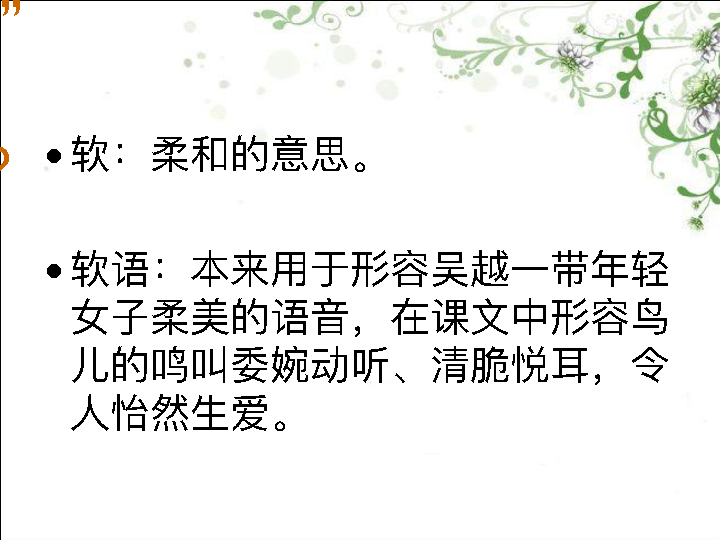 ”
•软：柔和的意思。
•软语：本来用于形容吴越一带年轻
女子柔美的语音，在课文中形容鸟
儿的鸣叫委婉动听、清脆悦耳，令
人怡然生爱。